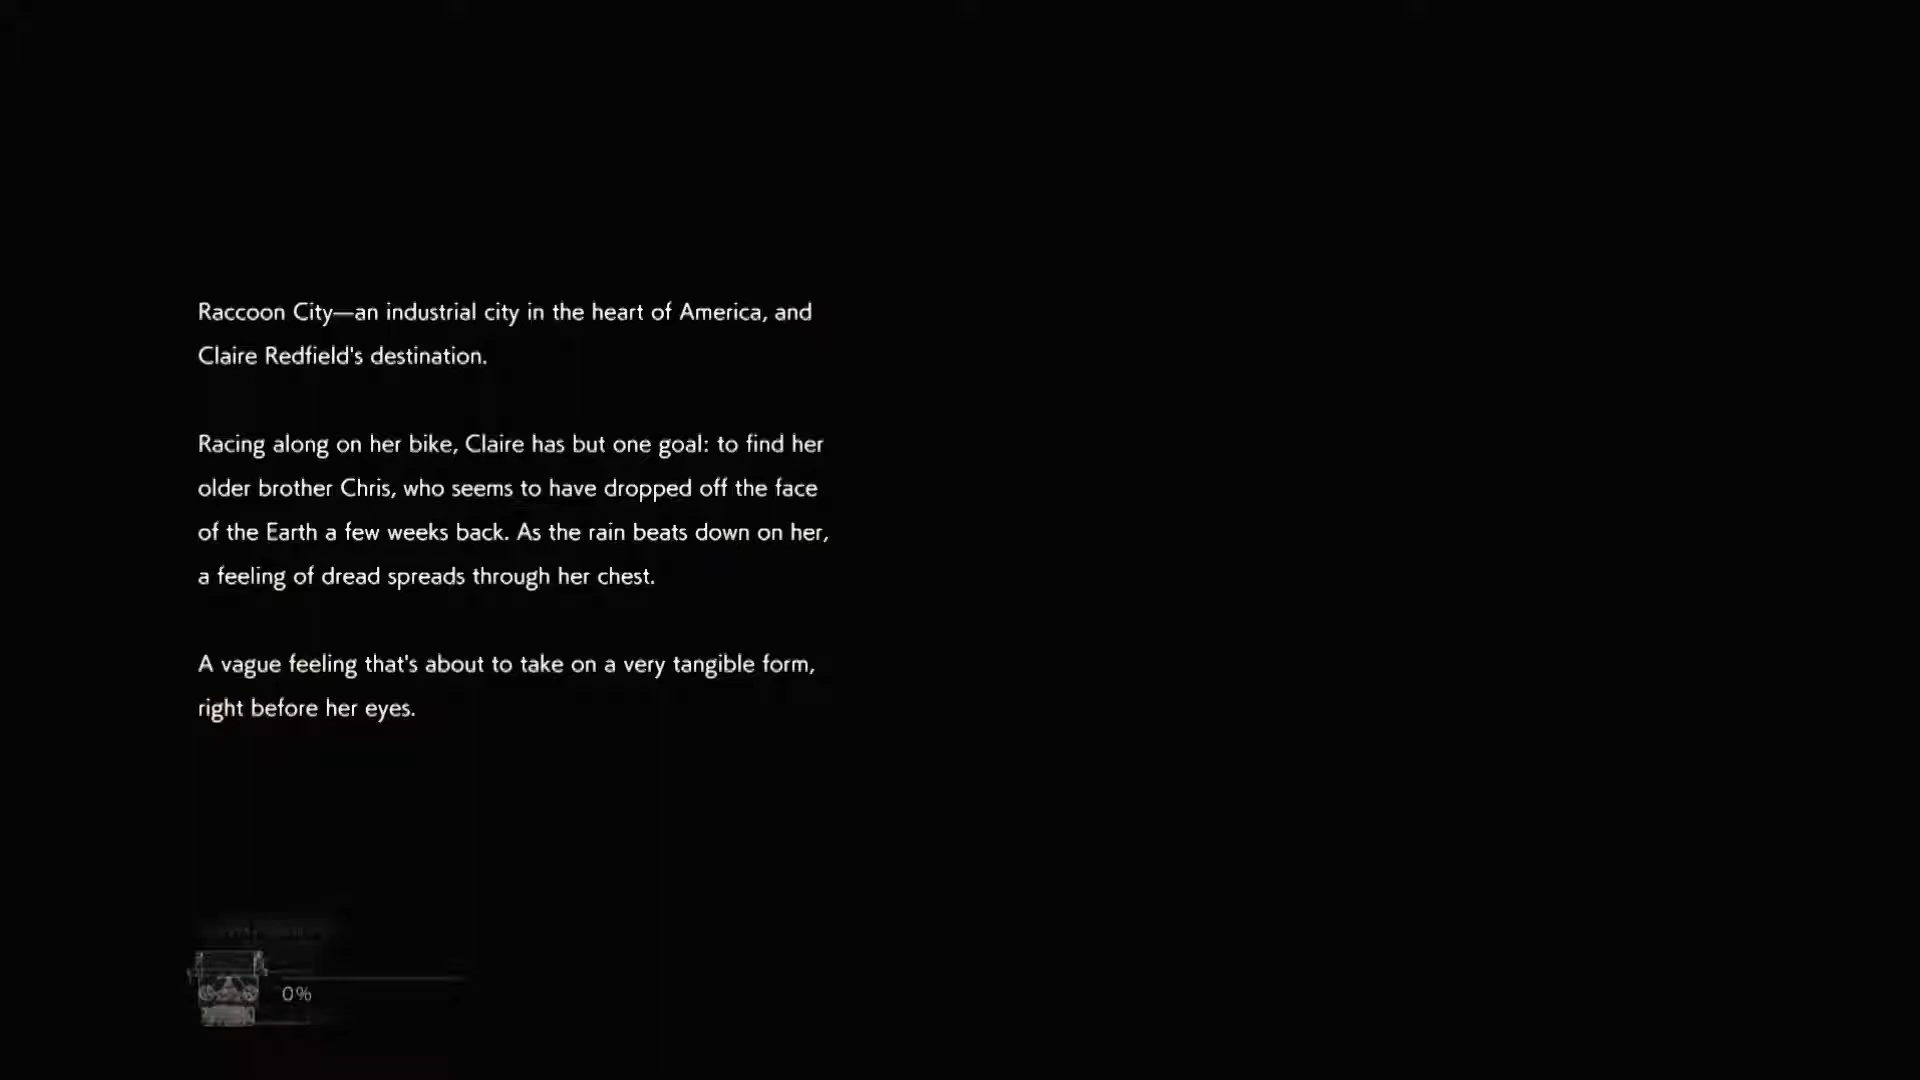 Raccoon City—an industrial city in the heart of America, and
Claire Redfield's destination.
Racing along on her bike, Claire has but one goal: to find her
older brother Chris, who seems to have dropped off the face
of the Earth a few weeks back. As the rain beats down on her,
a feeling of dread spreads through her chest.
A vague feeling that's about to take on a very tangible form,
right before her eyes.
0%